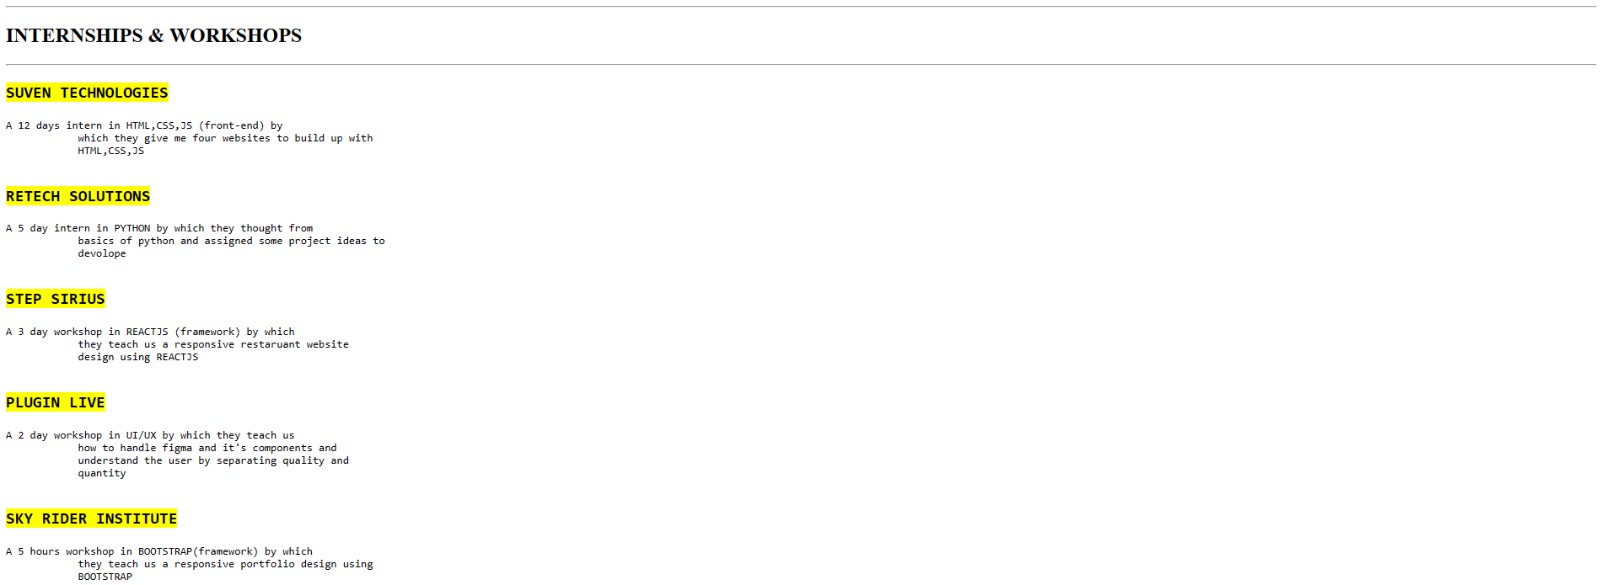 INTERNSHIPS & WORKSHOPS
SUVEN TECHNOLOGIES
A 12 days intern in HTML,CSS,JS (front-end) by
which they give me four websites to build up with
HTML,CSS,JS
RETECH SOLUTIONS
A 5 day intern in PYTHON by which they thought from
basics of python and assigned some project ideas to
devolope
STEP SIRIUS
A 3 day workshop in REACTJS (framework) by which
they teach us a responsive restaruant website
design using REACTJS
PLUGIN LIVE
A 2 day workshop in UI/UX by which they teach us
how to handle figma and it's components and
understand the user by separating quality and
quantity
SKY RIDER INSTITUTE
A 5 hours workshop in BOOTSTRAP(framework) by which
they teach us a responsive portfolio design using
BOOTSTRAP